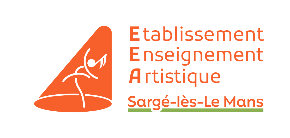 Etablissement
Enseignement
Artistique
Sargé-lès-Le Mans